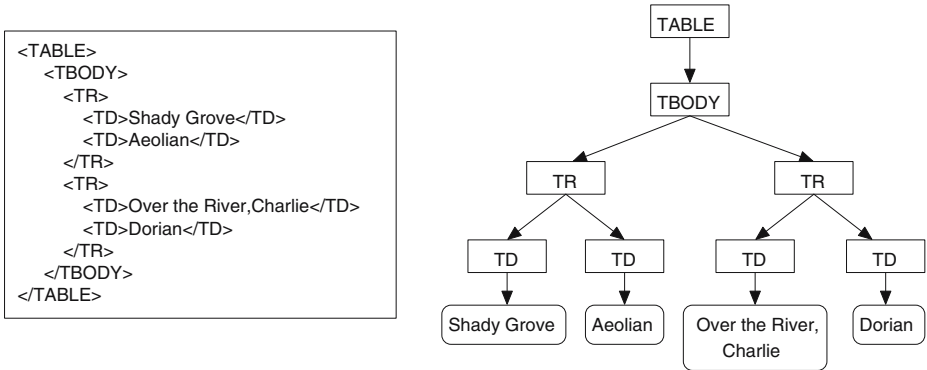 <TABLE>
<TBODY>
<TR>
<TD>Shady Grove</TD>
<TD>Aeolian</TD>
</TR>
<TR>
<TD>Over the River,Charlie</TD>
<TD>Dorian</TD>
</TR>
</TBODY>
</TABLE>
TABLE
TBODY
TR TR
TD TD TD TD
Shady Grove Aeolian Over the River, Dorian
Charlie